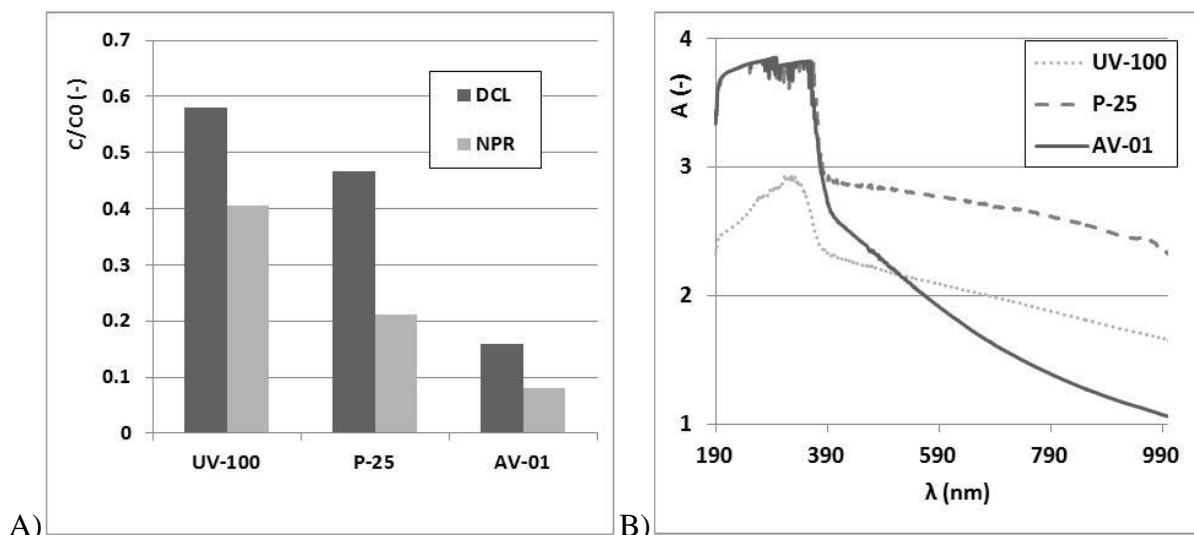 A)
C/C0 (-)
0.7
0.6
0.5
0.4
0.3
0.2
0.1
0
DCL
NPR
UV-100 P-25 AV-01
B)
A (-)
4
3
2
1
UV-100
P-25
AV-01
190 390 590 790 990
λ (nm)